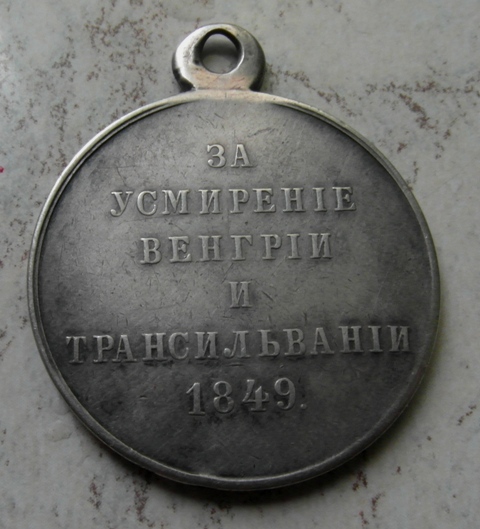 ЗА
УСМИРЕНІЕ
ВЕНГРІИ
И
ТРАНСИЛЬВАНІИ
1849.